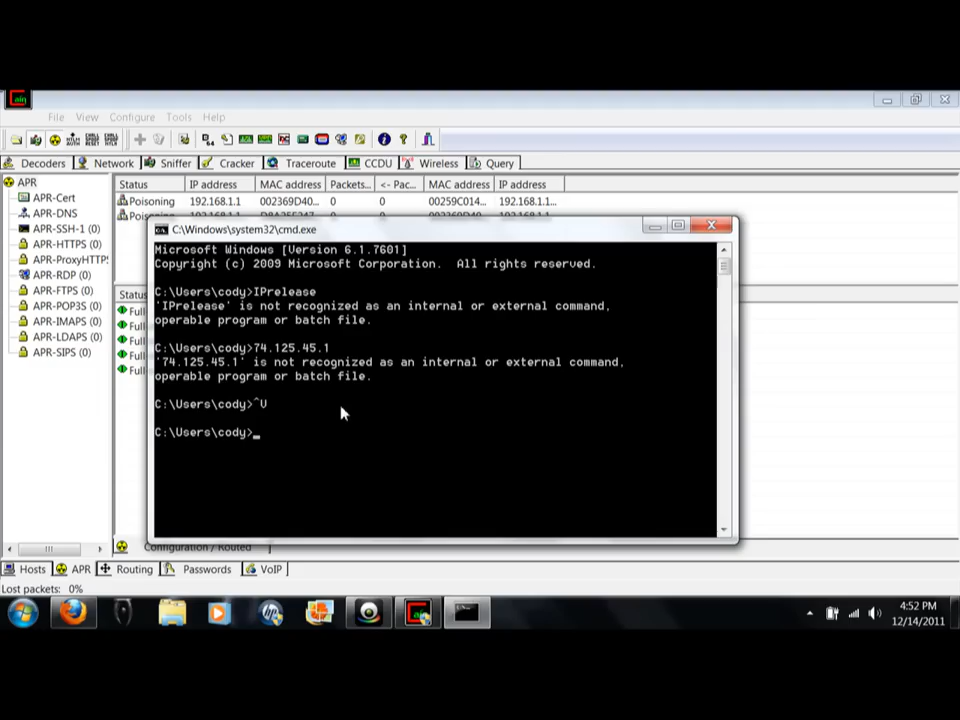 Cain
File View Configure Tools Help
Decoders Network Sniffer Cracker Traceroute CCDU Wireless Query
APR
APR-Cert
APR-DNS
APR-SSH-1 (0)
APR-HTTPS (0)
APR-ProxyHTTPS
APR-RDP (0)
APR-FTPS (0)
APR-POP3S (0)
APR-IMAPS (0)
APR-LDAPS (0)
APR-SIPS (0)
Status IP address MAC address Packets... <- Pac... MAC address IP address
Poisoning 192.168.1.1 002369D40... 0 0 00259C014... 192.168.1.1...
C:\Windows\system32\cmd.exe
Microsoft Windows [Version 6.1.7601]
Copyright (c) 2009 Microsoft Corporation. All rights reserved.
C:\Users\cody>IPrelease
'IPrelease' is not recognized as an internal or external command,
operable program or batch file.
C:\Users\cody>74.125.45.1
'74.125.45.1' is not recognized as an internal or external command,
operable program or batch file.
C:\Users\cody>^V
C:\Users\cody>_
Status
Full
Full
Full
Full
Full
Configuration / Routed
Hosts APR Routing Passwords VoIP
Lost packets: 0%
4:52 PM
12/14/2011